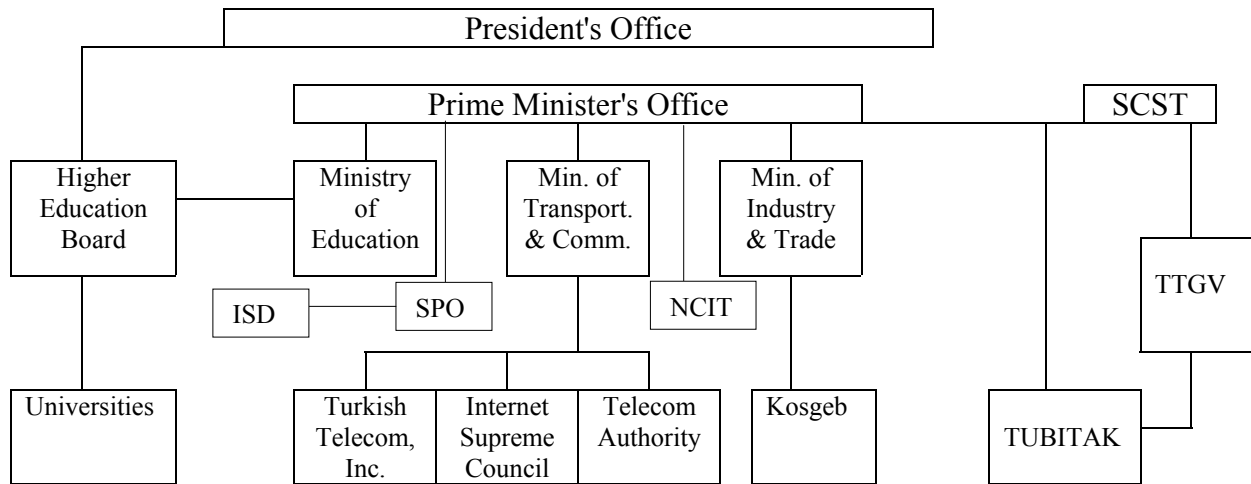 President's Office
Prime Minister's Office
SCST
Higher
Education
Board
Ministry
of
Education
Min. of
Transport.
& Comm.
Min. of
Industry
& Trade
TTGV
ISD
SPO
NCIT
Universities
Turkish
Telecom,
Inc.
Internet
Supreme
Council
Telecom
Authority
Kosgeb
TUBITAK